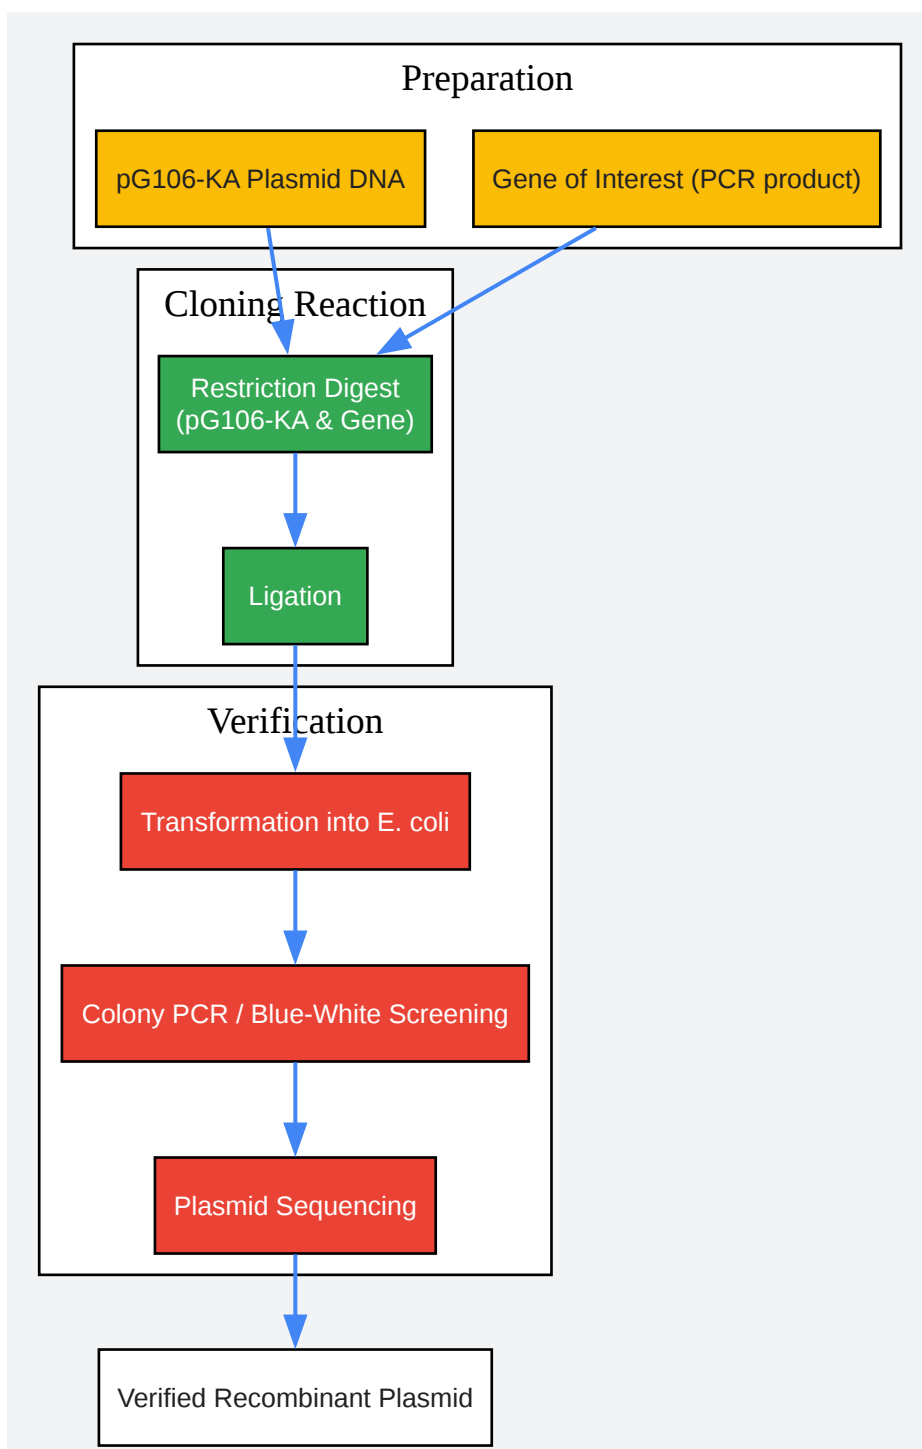 Preparation
pG106-KA Plasmid DNA
Gene of Interest (PCR product)
Cloning Reaction
Restriction Digest
(pG106-KA & Gene)
Ligation
Verification
Transformation into E. coli
Colony PCR / Blue-White Screening
Plasmid Sequencing
Verified Recombinant Plasmid